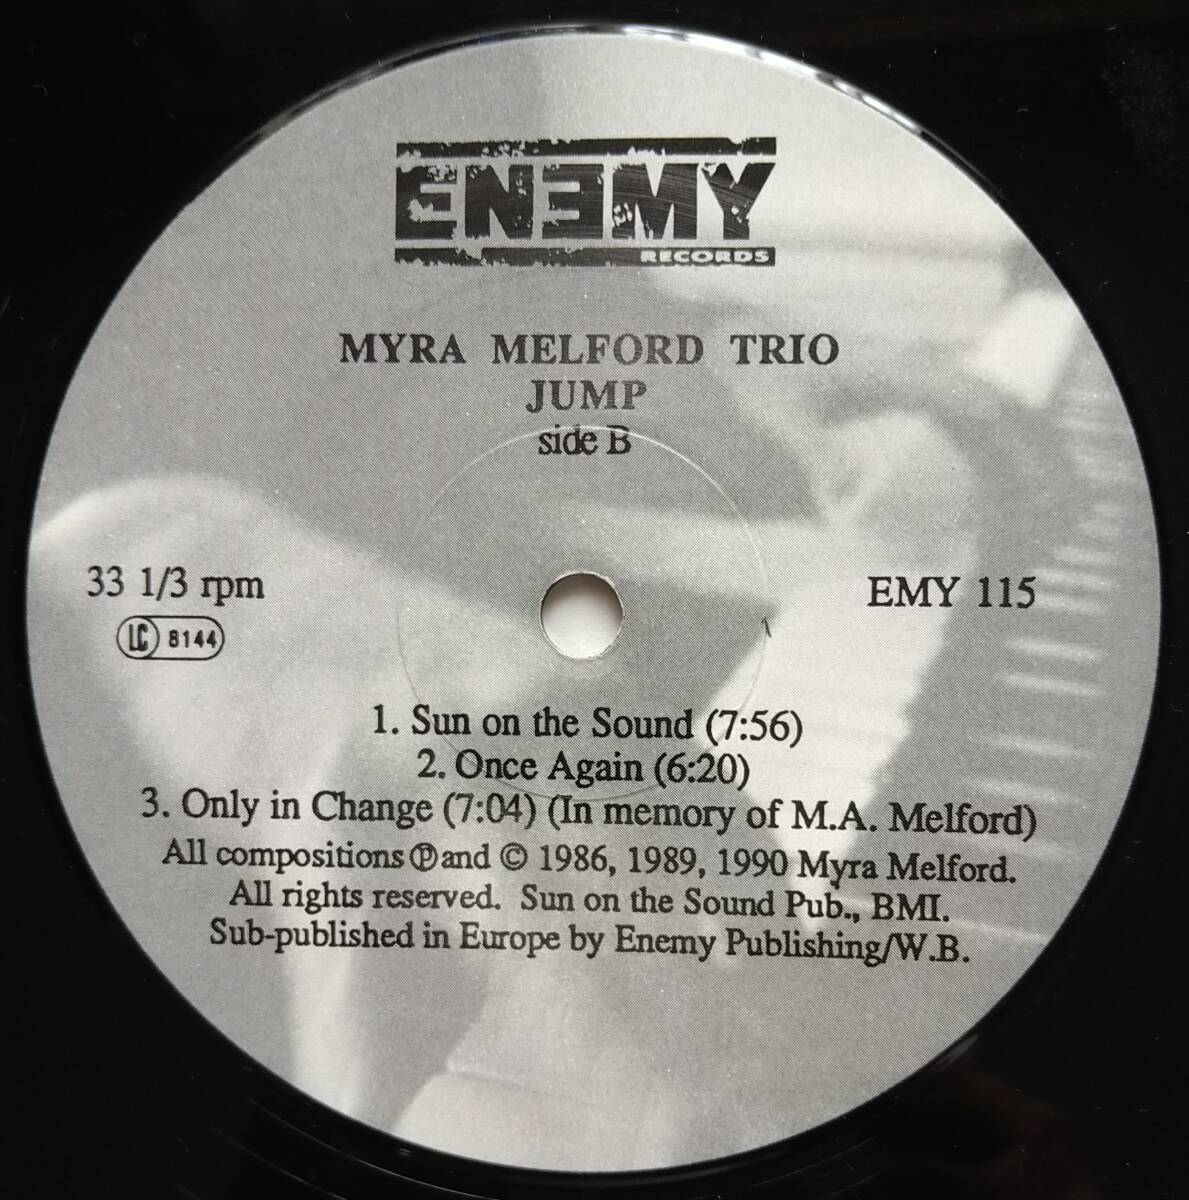 ENEMY
RECORDS
MYRA MELFORD TRIO
JUMP
side B
33 1/3 rpm
EMY 115
LC 8144
1. Sun on the Sound (7:56)
2. Once Again (6:20)
3. Only in Change (7:04) (In memory of M.A. Melford)
All compositions ℗ and © 1986, 1989, 1990 Myra Melford.
All rights reserved. Sun on the Sound Pub., BMI.
Sub-published in Europe by Enemy Publishing/W.B.